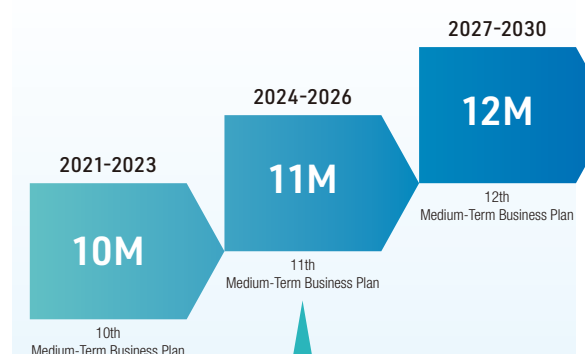 2027-2030
12M
12th
Medium-Term Business Plan
2024-2026
11M
11th
Medium-Term Business Plan
2021-2023
10M
10th
Medium-Term Business Plan